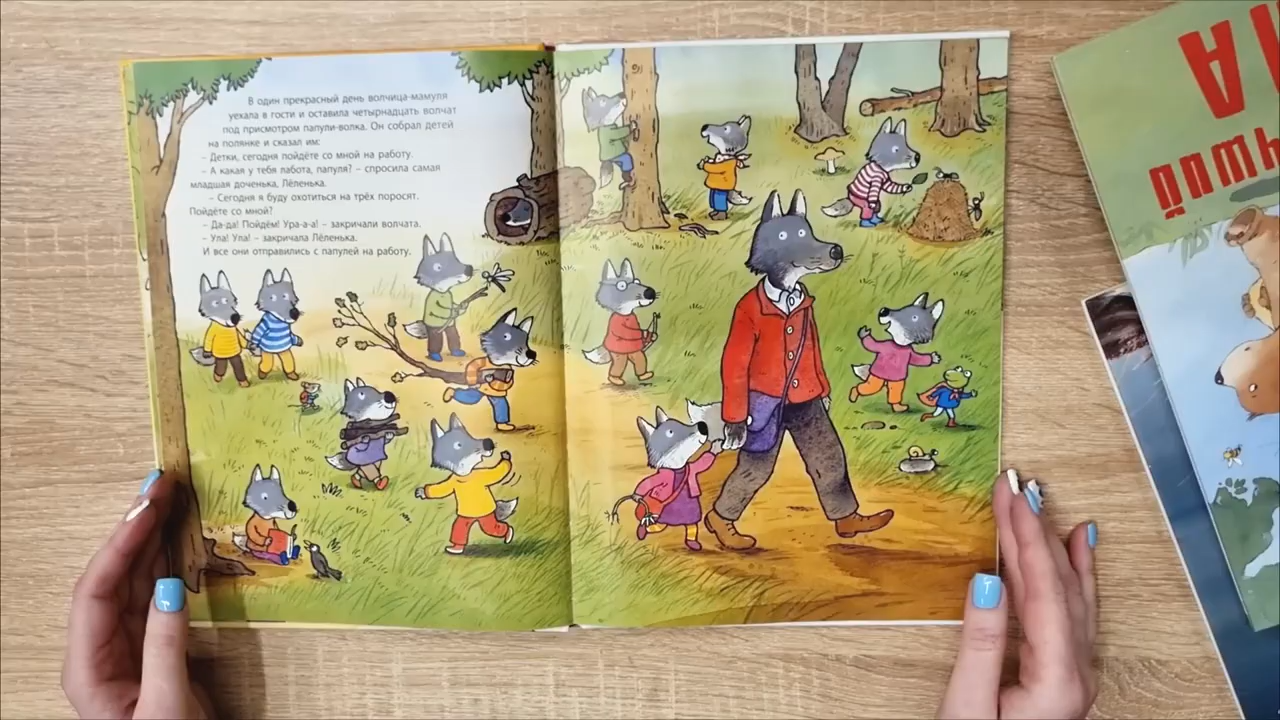 В один прекрасный день волчица-мамуля
уехала в гости и оставила четырнадцать волчат
под присмотром папули-волка. Он собрал детей
на полянке и сказал им:
– Детки, сегодня пойдёте со мной на работу.
– А какая у тебя лабота, папуля? – спросила самая
младшая доченька, Лёленька.
– Сегодня я буду охотиться на трёх поросят.
Пойдёте со мной?
– Да-да! Пойдём! Ура-а-а! – закричали волчата.
– Ула! Ула! – закричала Лёленька.
И все они отправились с папулей на работу.